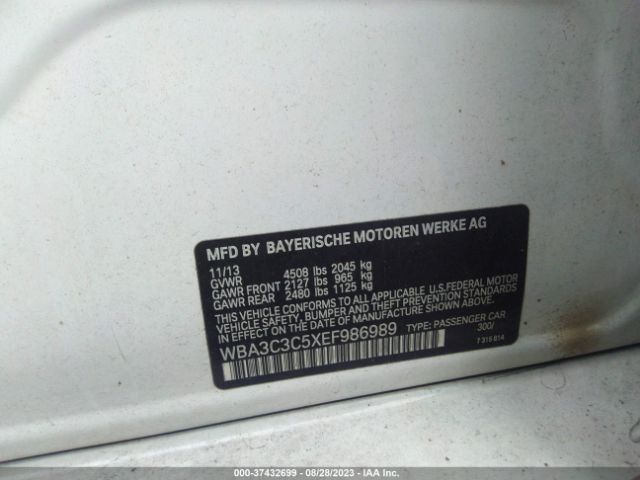 MFD BY BAYERISCHE MOTOREN WERKE AG
11/13
GVWR 4508 lbs 2045 kg
GAWR FRONT 2127 lbs 965 kg
GAWR REAR 2480 lbs 1125 kg
THIS VEHICLE CONFORMS TO ALL APPLICABLE U.S.FEDERAL MOTOR
VEHICLE SAFETY, BUMPER AND THEFT PREVENTION STANDARDS
IN EFFECT ON THE DATE OF MANUFACTURE SHOWN ABOVE.
WBA3C3C5XEF986989 TYPE: PASSENGER CAR
300/
7 315 614
000-37432699 - 08/28/2023 - IAA Inc.